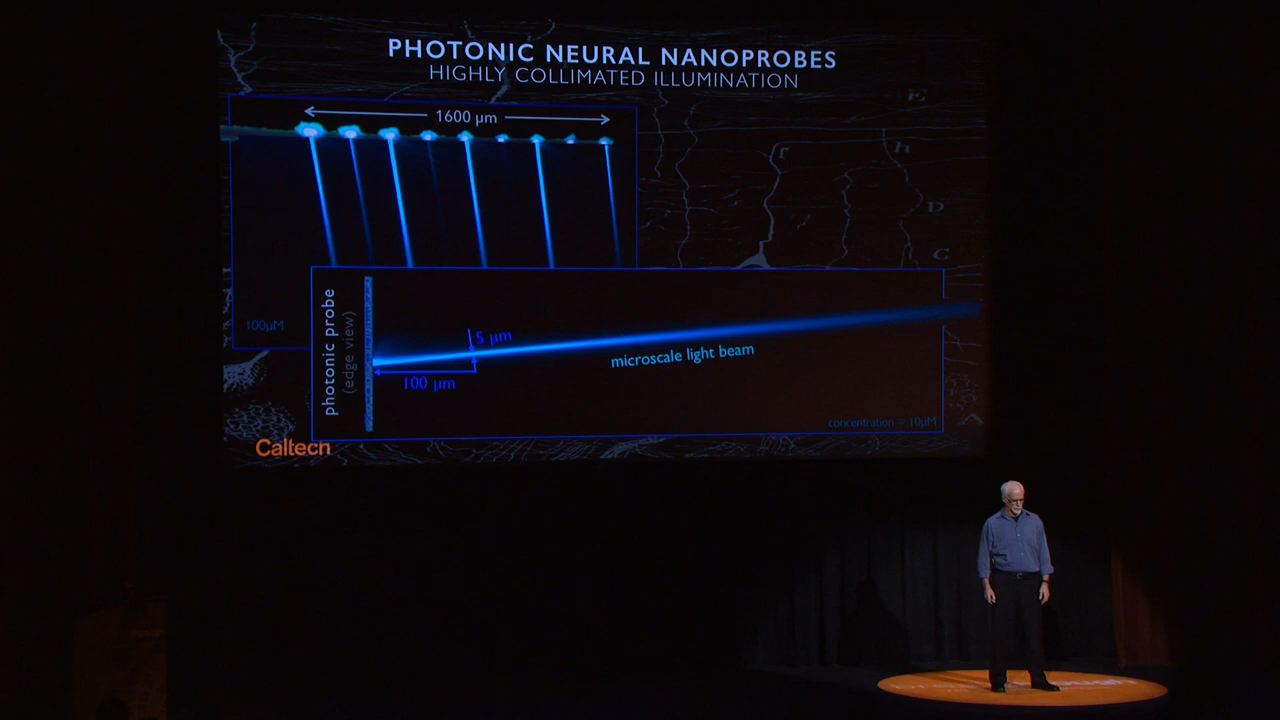 PHOTONIC NEURAL NANOPROBES
HIGHLY COLLIMATED ILLUMINATION
1600 µm
E
f
h
D
C
100µM
photonic probe
(edge view)
5 µm
100 µm
microscale light beam
concentration = 10µM
Caltech